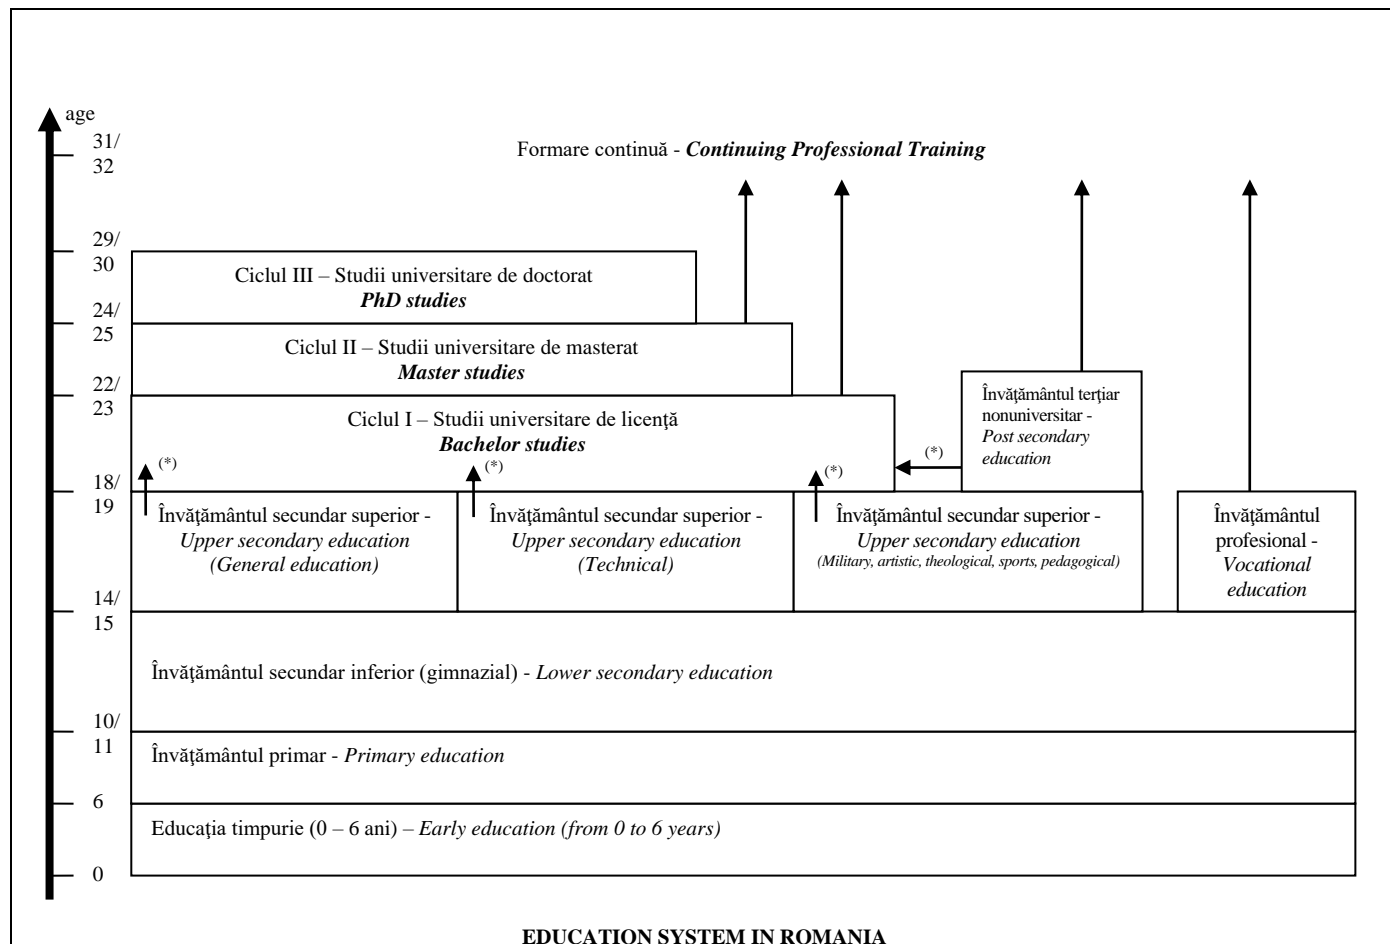 age
31/
32
Formare continuă - Continuing Professional Training
29/
30
Ciclul III – Studii universitare de doctorat
PhD studies
24/
25
Ciclul II – Studii universitare de masterat
Master studies
22/
23
Ciclul I – Studii universitare de licenţă
Bachelor studies
Învăţământul terţiar
nonuniversitar -
Post secondary
education
(*)
(*)
(*)
(*)
18/
19
Învăţământul secundar superior -
Upper secondary education
(General education)
Învăţământul secundar superior -
Upper secondary education
(Technical)
Învăţământul secundar superior -
Upper secondary education
(Military, artistic, theological, sports, pedagogical)
Învăţământul
profesional -
Vocational
education
14/
15
Învăţământul secundar inferior (gimnazial) - Lower secondary education
10/
11
Învăţământul primar - Primary education
6
Educaţia timpurie (0 – 6 ani) – Early education (from 0 to 6 years)
0
EDUCATION SYSTEM IN ROMANIA